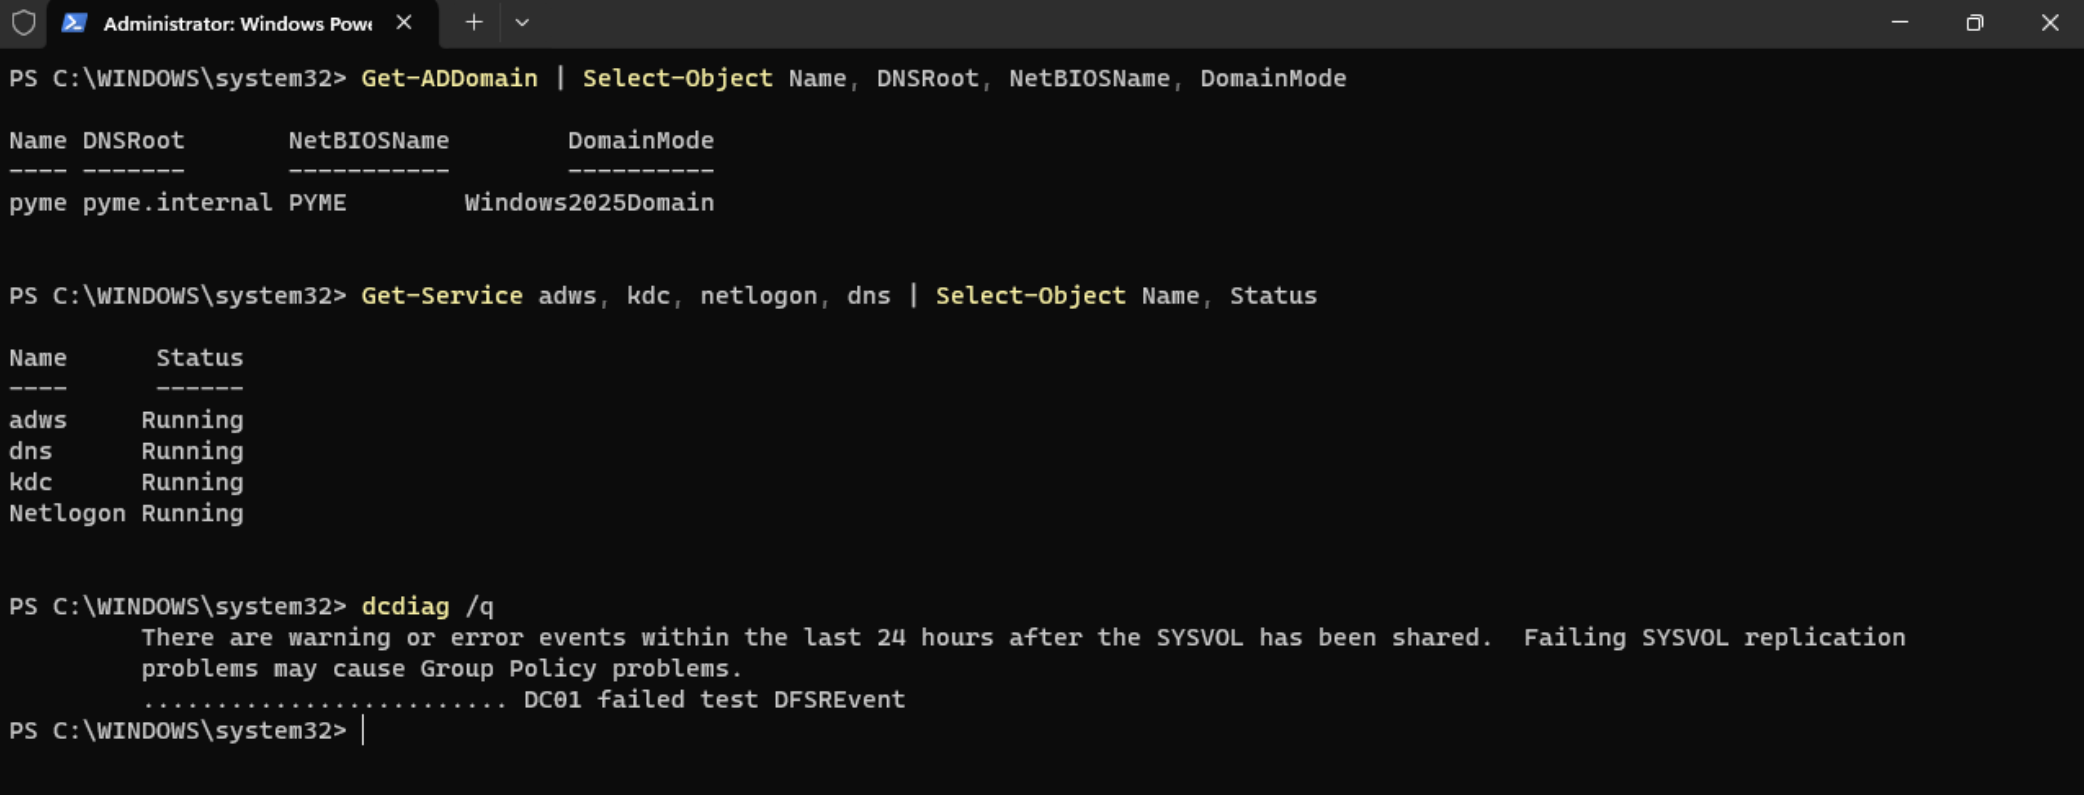 Administrator: Windows Powe
PS C:\WINDOWS\system32> Get-ADDomain | Select-Object Name, DNSRoot, NetBIOSName, DomainMode
Name DNSRoot       NetBIOSName        DomainMode
---- -------       -----------        ----------
pyme pyme.internal PYME        Windows2025Domain
PS C:\WINDOWS\system32> Get-Service adws, kdc, netlogon, dns | Select-Object Name, Status
Name      Status
----      ------
adws     Running
dns      Running
kdc      Running
Netlogon Running
PS C:\WINDOWS\system32> dcdiag /q
         There are warning or error events within the last 24 hours after the SYSVOL has been shared.  Failing SYSVOL replication
         problems may cause Group Policy problems.
         ......................... DC01 failed test DFSREvent
PS C:\WINDOWS\system32>